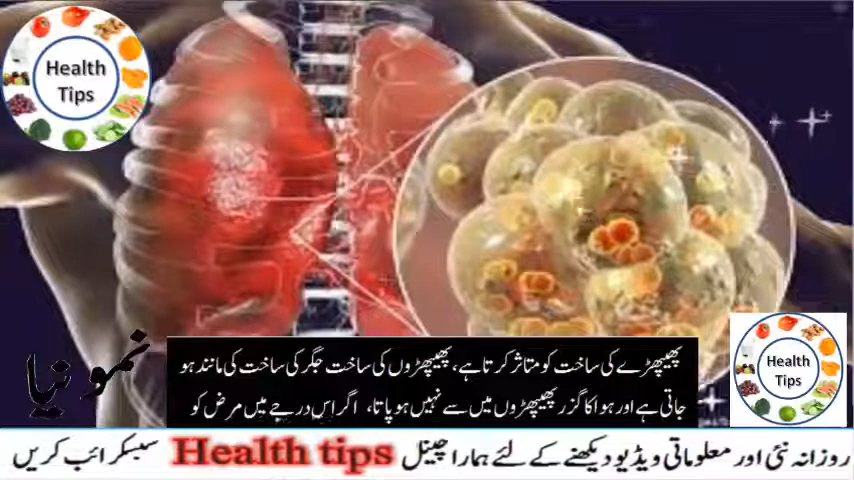 Health
Tips
نمونیا
پھیپھڑے کی ساخت کو متاثر کرتا ہے، پھیپھڑوں کی ساخت جگر کی ساخت کی مانند ہو
جاتی ہے اور ہوا کا گزر پھیپھڑوں میں سے نہیں ہو پاتا، اگر اس درجے میں مرض کو
Health
Tips
روزانہ نئی اور معلوماتی ویڈیو دیکھنے کے لئے ہمارا چینل Health tips سبسکرائب کریں